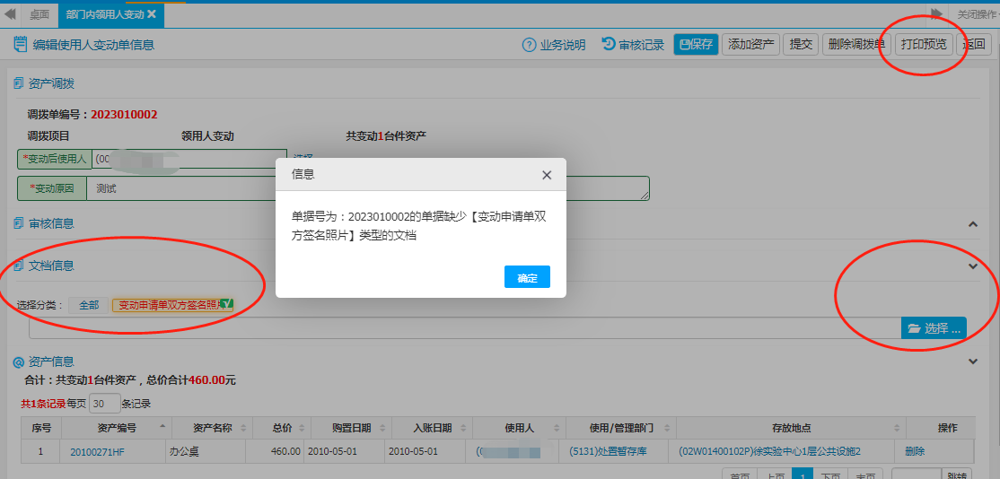 桌面 部门内领用人变动 关闭操作
编辑使用人变动单信息 业务说明 审核记录 保存 添加资产 提交 删除调拨单 打印预览 返回
资产调拨
调拨单编号：2023010002
调拨项目 领用人变动 共变动1台件资产
*变动后使用人 (00 选择
*变动原因 测试
信息
单据号为：2023010002的单据缺少【变动申请单双
方签名照片】类型的文档
确定
审核信息
文档信息
选择分类： 全部 变动申请单双方签名照片
选择 ...
资产信息
合计：共变动1台件资产，总价合计460.00元
共1条记录每页 30 条记录
序号 资产编号 资产名称 总价 购置日期 入账日期 使用人 使用/管理部门 存放地点 操作
1 20100271HF 办公桌 460.00 2010-05-01 2010-05-01 (0 (5131)处置暂存库 (02W01400102P)徐实验中心1层公共设施2 删除
首页 上页 1 下页 末页 跳转